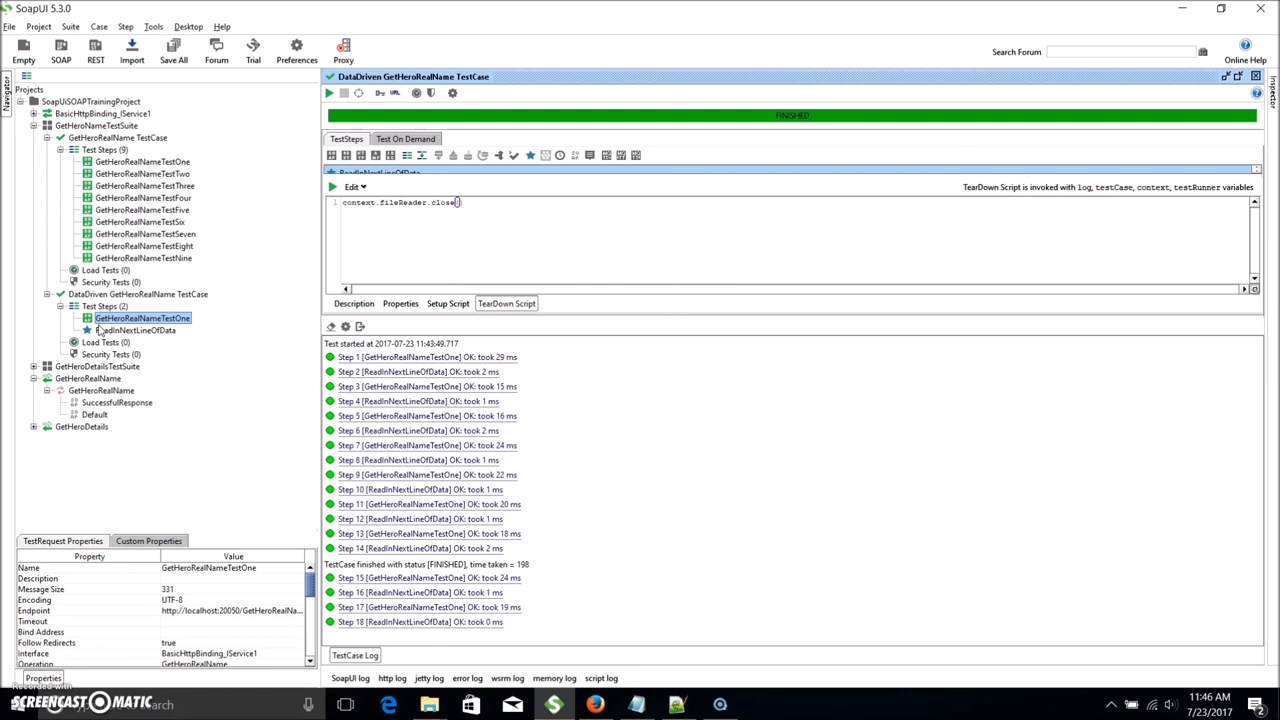 SoapUI 5.3.0
File Project Suite Case Step Tools Desktop Help
Empty SOAP REST Import Save All Forum Trial Preferences Proxy
Search Forum
Online Help
Navigator
Projects
SoapUiSOAPTrainingProject
BasicHttpBinding_IService1
GetHeroNameTestSuite
GetHeroRealName TestCase
Test Steps (9)
GetHeroRealNameTestOne
GetHeroRealNameTestTwo
GetHeroRealNameTestThree
GetHeroRealNameTestFour
GetHeroRealNameTestFive
GetHeroRealNameTestSix
GetHeroRealNameTestSeven
GetHeroRealNameTestEight
GetHeroRealNameTestNine
Load Tests (0)
Security Tests (0)
DataDriven GetHeroRealName TestCase
Test Steps (2)
GetHeroRealNameTestOne
ReadInNextLineOfData
Load Tests (0)
Security Tests (0)
GetHeroDetailsTestSuite
GetHeroRealName
GetHeroRealName
SuccessfulResponse
Default
GetHeroDetails
TestRequest Properties Custom Properties
Property Value
Name GetHeroRealNameTestOne
Description
Message Size 331
Encoding UTF-8
Endpoint http://localhost:20050/GetHeroRealNa...
Timeout
Bind Address
Follow Redirects true
Interface BasicHttpBinding_IService1
Operation GetHeroRealName
Properties
DataDriven GetHeroRealName TestCase
URL
FINISHED
TestSteps Test On Demand
ReadInNextLineOfData
Edit
TearDown Script is invoked with log, testCase, context, testRunner variables
1 context.fileReader.close()
Description Properties Setup Script TearDown Script
Test started at 2017-07-23 11:43:49.717
Step 1 [GetHeroRealNameTestOne] OK: took 29 ms
Step 2 [ReadInNextLineOfData] OK: took 2 ms
Step 3 [GetHeroRealNameTestOne] OK: took 15 ms
Step 4 [ReadInNextLineOfData] OK: took 1 ms
Step 5 [GetHeroRealNameTestOne] OK: took 16 ms
Step 6 [ReadInNextLineOfData] OK: took 2 ms
Step 7 [GetHeroRealNameTestOne] OK: took 24 ms
Step 8 [ReadInNextLineOfData] OK: took 1 ms
Step 9 [GetHeroRealNameTestOne] OK: took 22 ms
Step 10 [ReadInNextLineOfData] OK: took 1 ms
Step 11 [GetHeroRealNameTestOne] OK: took 20 ms
Step 12 [ReadInNextLineOfData] OK: took 1 ms
Step 13 [GetHeroRealNameTestOne] OK: took 18 ms
Step 14 [ReadInNextLineOfData] OK: took 2 ms
TestCase finished with status [FINISHED], time taken = 198
Step 15 [GetHeroRealNameTestOne] OK: took 24 ms
Step 16 [ReadInNextLineOfData] OK: took 1 ms
Step 17 [GetHeroRealNameTestOne] OK: took 19 ms
Step 18 [ReadInNextLineOfData] OK: took 0 ms
TestCase Log
SoapUI log http log jetty log error log wsrm log memory log script log
Inspector
Recorded with
SCREENCAST-O-MATIC
search
11:46 AM
7/23/2017
2